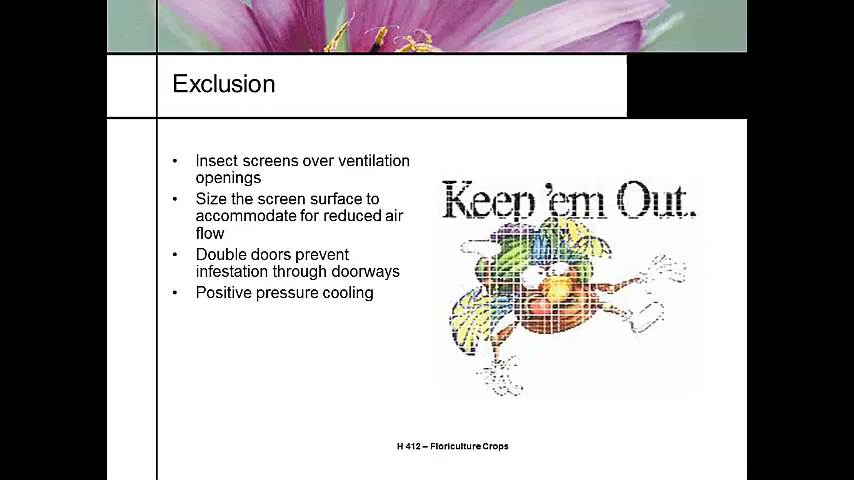 Exclusion
• Insect screens over ventilation
openings
• Size the screen surface to
accommodate for reduced air
flow
• Double doors prevent
infestation through doorways
• Positive pressure cooling
Keep 'em Out.
H 412 – Floriculture Crops